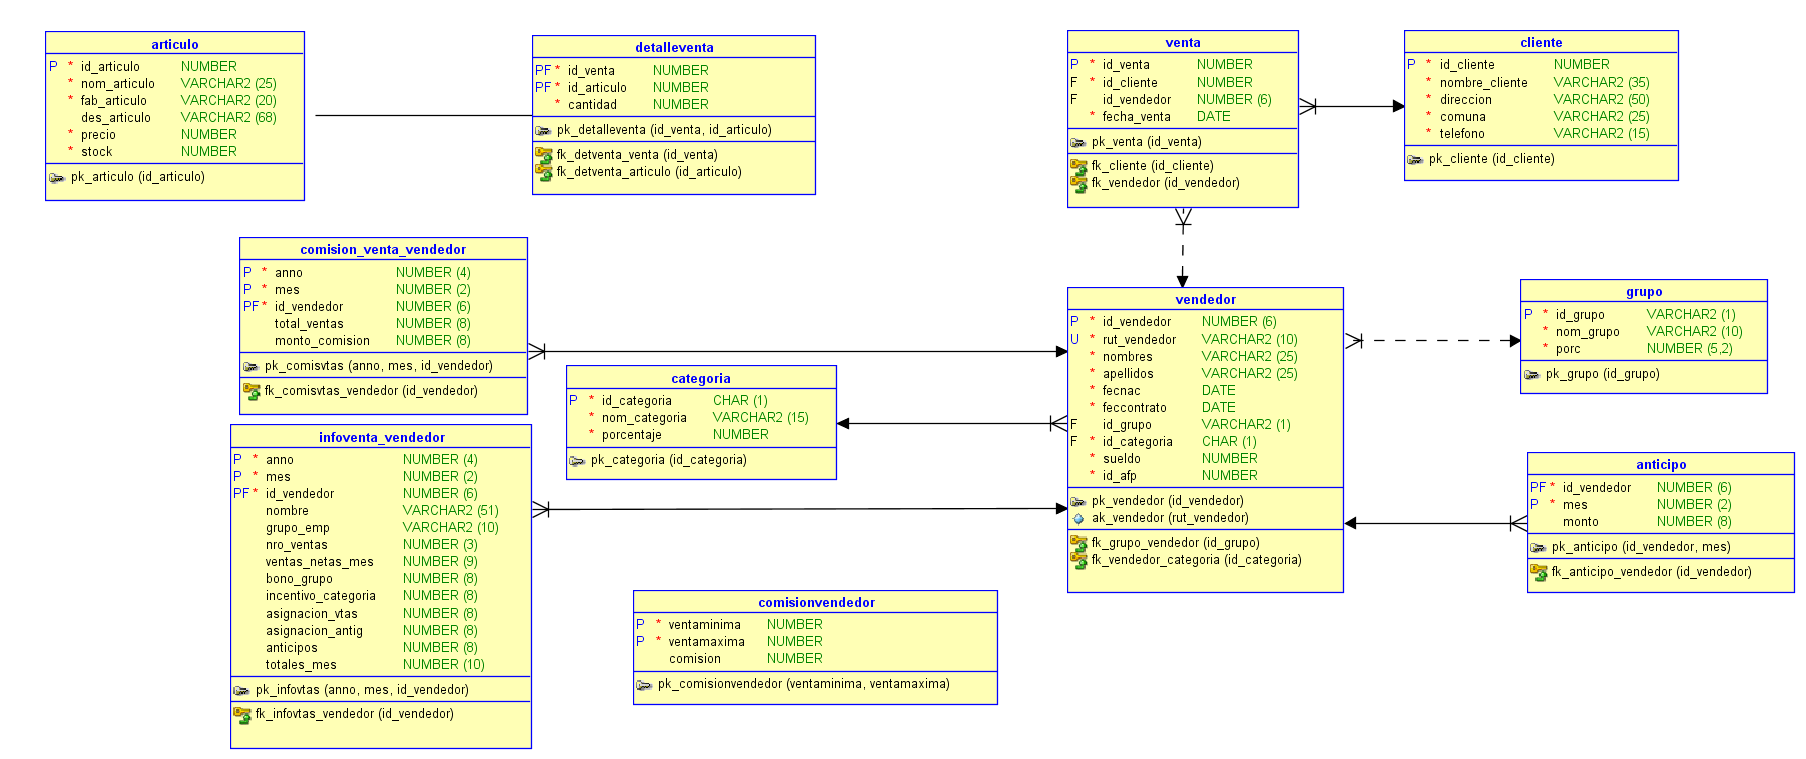 articulo
P * id_articulo NUMBER
* nom_articulo VARCHAR2 (25)
* fab_articulo VARCHAR2 (20)
des_articulo VARCHAR2 (68)
* precio NUMBER
* stock NUMBER
pk_articulo (id_articulo)
detalleventa
PF * id_venta NUMBER
PF * id_articulo NUMBER
* cantidad NUMBER
pk_detalleventa (id_venta, id_articulo)
fk_detventa_venta (id_venta)
fk_detventa_articulo (id_articulo)
venta
P * id_venta NUMBER
F * id_cliente NUMBER
F id_vendedor NUMBER (6)
* fecha_venta DATE
pk_venta (id_venta)
fk_cliente (id_cliente)
fk_vendedor (id_vendedor)
cliente
P * id_cliente NUMBER
* nombre_cliente VARCHAR2 (35)
* direccion VARCHAR2 (50)
* comuna VARCHAR2 (25)
* telefono VARCHAR2 (15)
pk_cliente (id_cliente)
comision_venta_vendedor
P * anno NUMBER (4)
P * mes NUMBER (2)
PF * id_vendedor NUMBER (6)
total_ventas NUMBER (8)
monto_comision NUMBER (8)
pk_comisvtas (anno, mes, id_vendedor)
fk_comisvtas_vendedor (id_vendedor)
categoria
P * id_categoria CHAR (1)
* nom_categoria VARCHAR2 (15)
* porcentaje NUMBER
pk_categoria (id_categoria)
vendedor
P * id_vendedor NUMBER (6)
U * rut_vendedor VARCHAR2 (10)
* nombres VARCHAR2 (25)
* apellidos VARCHAR2 (25)
* fecnac DATE
* feccontrato DATE
F id_grupo VARCHAR2 (1)
F * id_categoria CHAR (1)
* sueldo NUMBER
* id_afp NUMBER
pk_vendedor (id_vendedor)
ak_vendedor (rut_vendedor)
fk_grupo_vendedor (id_grupo)
fk_vendedor_categoria (id_categoria)
grupo
P * id_grupo VARCHAR2 (1)
* nom_grupo VARCHAR2 (10)
* porc NUMBER (5,2)
pk_grupo (id_grupo)
infoventa_vendedor
P * anno NUMBER (4)
P * mes NUMBER (2)
PF * id_vendedor NUMBER (6)
nombre VARCHAR2 (51)
grupo_emp VARCHAR2 (10)
nro_ventas NUMBER (3)
ventas_netas_mes NUMBER (9)
bono_grupo NUMBER (8)
incentivo_categoria NUMBER (8)
asignacion_vtas NUMBER (8)
asignacion_antig NUMBER (8)
anticipos NUMBER (8)
totales_mes NUMBER (10)
pk_infovtas (anno, mes, id_vendedor)
fk_infovtas_vendedor (id_vendedor)
comisionvendedor
P * ventaminima NUMBER
P * ventamaxima NUMBER
comision NUMBER
pk_comisionvendedor (ventaminima, ventamaxima)
anticipo
PF * id_vendedor NUMBER (6)
P * mes NUMBER (2)
monto NUMBER (8)
pk_anticipo (id_vendedor, mes)
fk_anticipo_vendedor (id_vendedor)